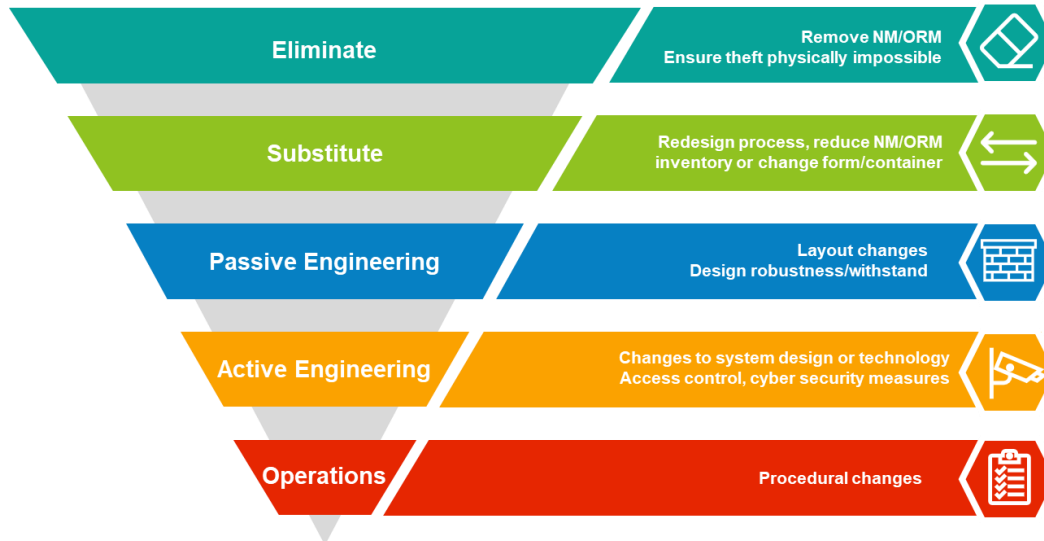 Eliminate
Remove NM/ORM
Ensure theft physically impossible
Substitute
Redesign process, reduce NM/ORM
inventory or change form/container
Passive Engineering
Layout changes
Design robustness/withstand
Active Engineering
Changes to system design or technology
Access control, cyber security measures
Operations
Procedural changes